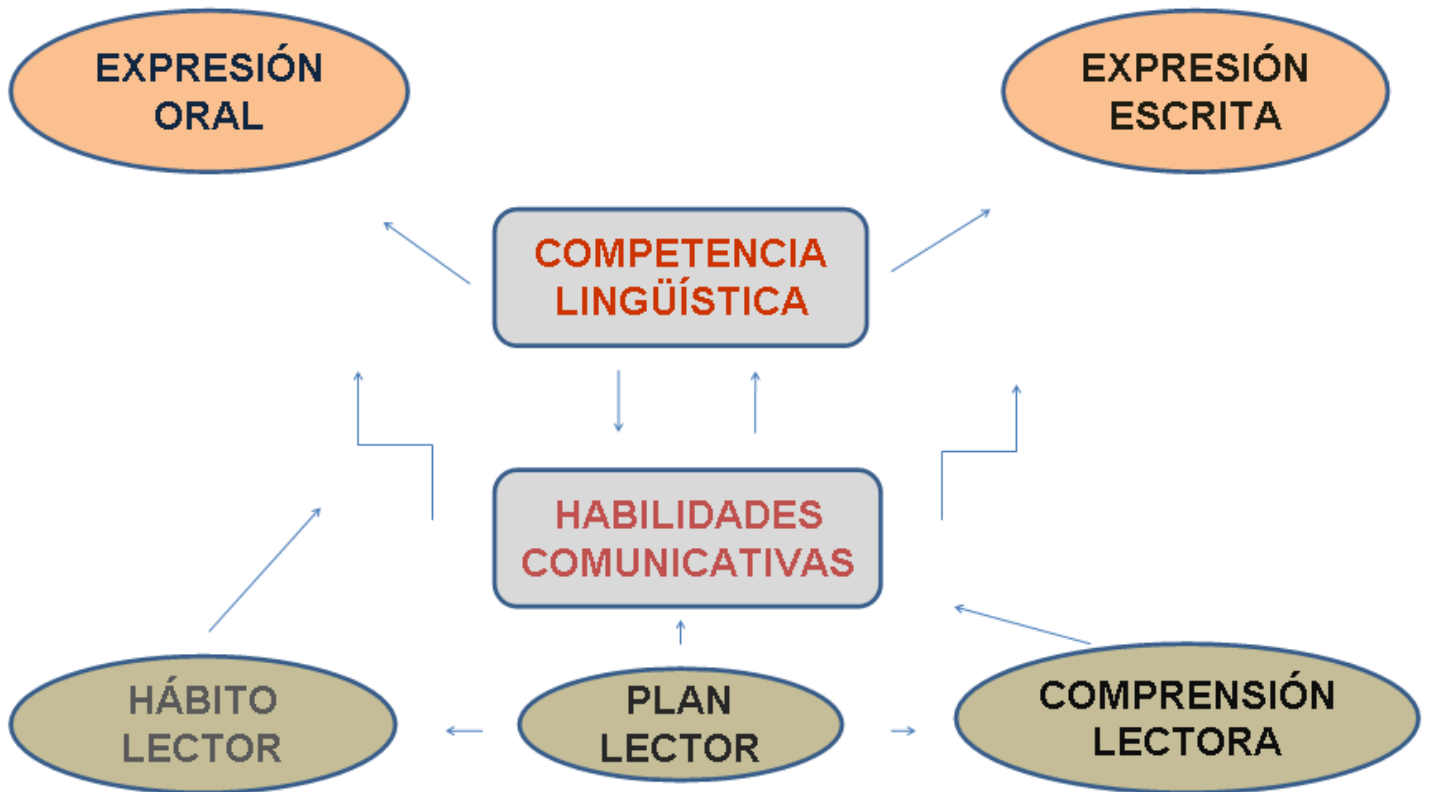 EXPRESIÓN
ORAL
EXPRESIÓN
ESCRITA
COMPETENCIA
LINGÜÍSTICA
HABILIDADES
COMUNICATIVAS
HÁBITO
LECTOR
PLAN
LECTOR
COMPRENSIÓN
LECTORA